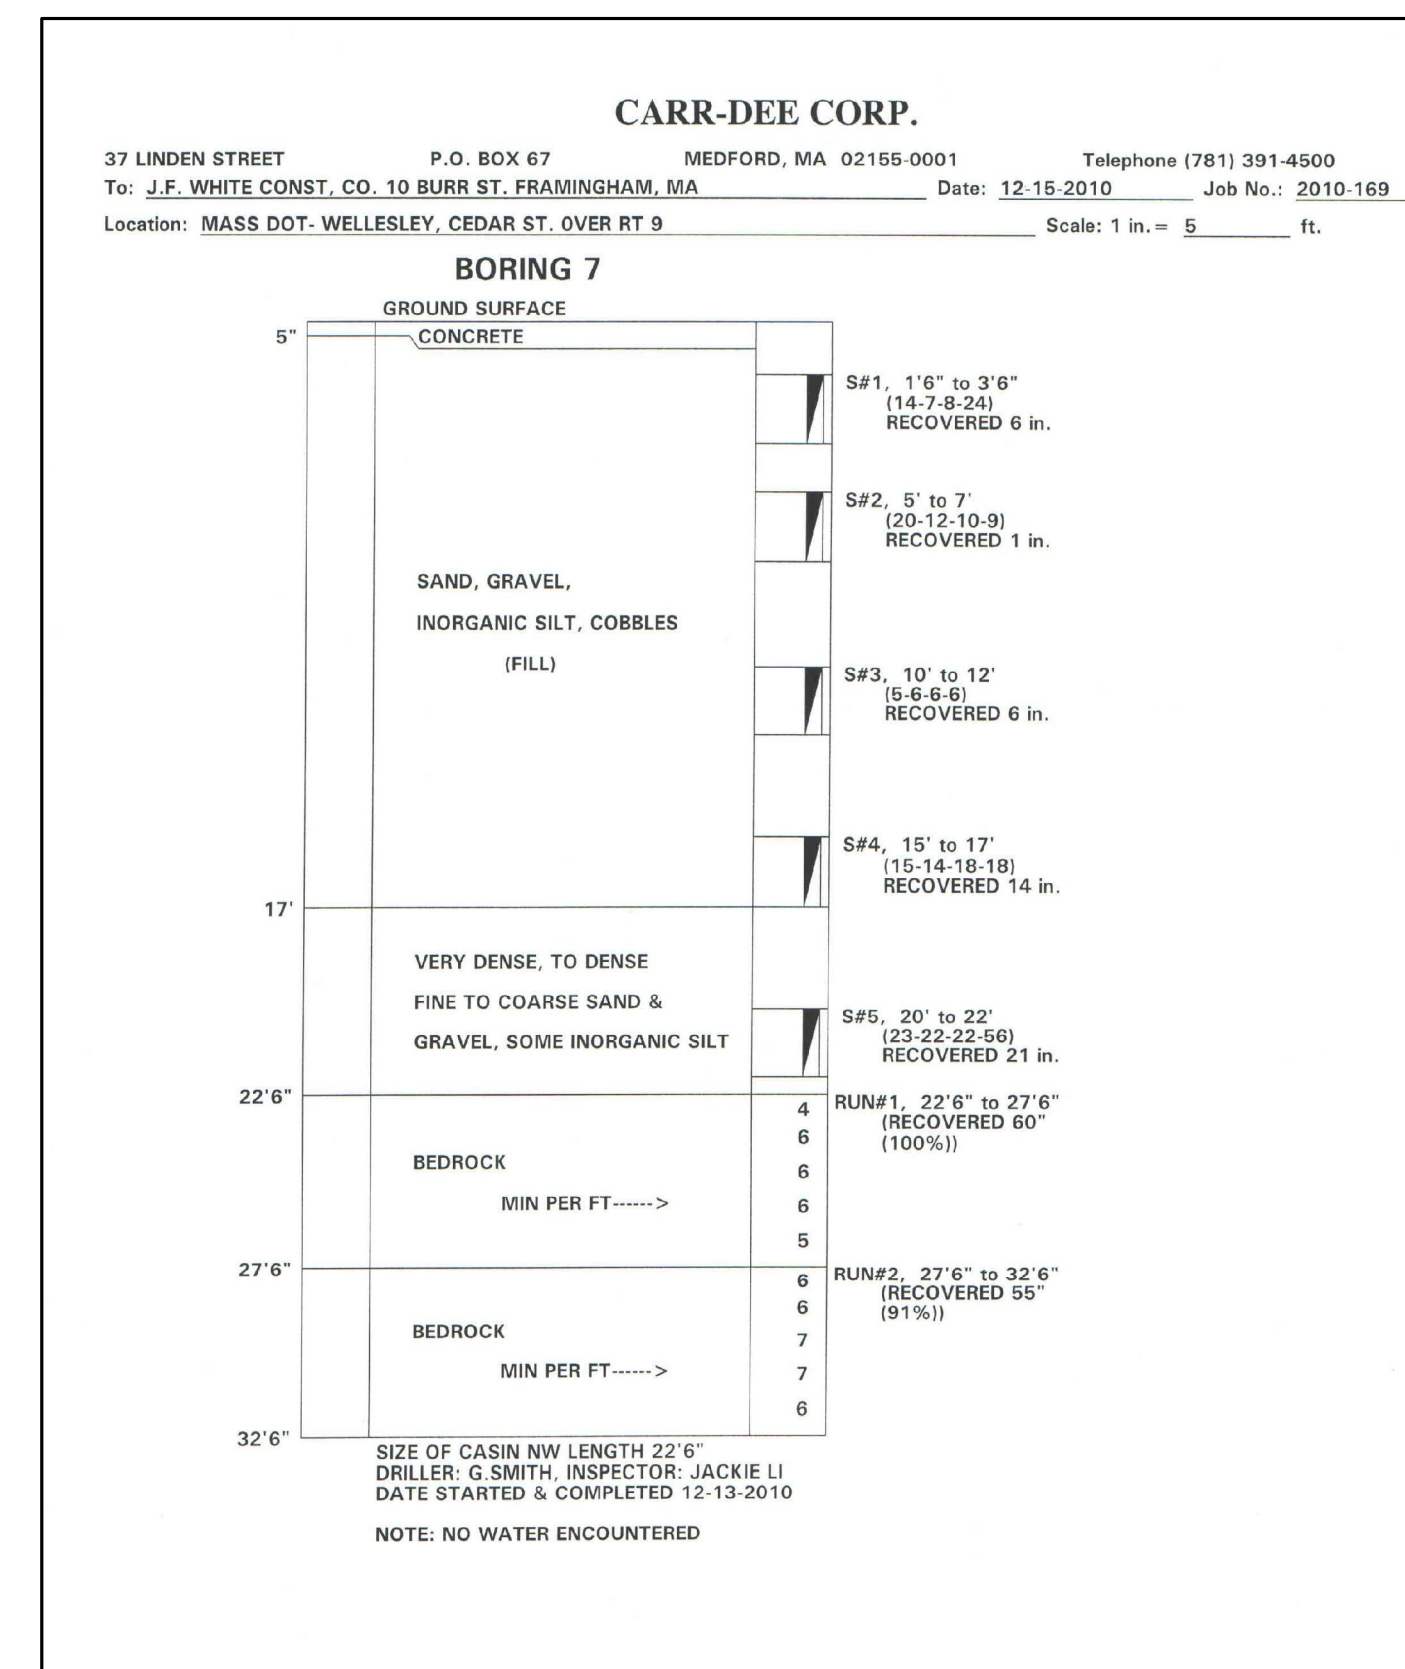 CARR-DEE CORP.
37 LINDEN STREET P.O. BOX 67 MEDFORD, MA 02155-0001 Telephone (781) 391-4500
To: J.F. WHITE CONST, CO. 10 BURR ST. FRAMINGHAM, MA Date: 12-15-2010 Job No.: 2010-169
Location: MASS DOT- WELLESLEY, CEDAR ST. 0VER RT 9 Scale: 1 in.= 5 ft.
BORING 7
GROUND SURFACE
5" CONCRETE
S#1, 1'6" to 3'6"
(14-7-8-24)
RECOVERED 6 in.
S#2, 5' to 7'
(20-12-10-9)
RECOVERED 1 in.
SAND, GRAVEL,
INORGANIC SILT, COBBLES
(FILL)
S#3, 10' to 12'
(5-6-6-6)
RECOVERED 6 in.
S#4, 15' to 17'
(15-14-18-18)
RECOVERED 14 in.
17'
VERY DENSE, TO DENSE
FINE TO COARSE SAND &
GRAVEL, SOME INORGANIC SILT
S#5, 20' to 22'
(23-22-22-56)
RECOVERED 21 in.
22'6"
RUN#1, 22'6" to 27'6"
(RECOVERED 60"
(100%))
4
6
6
6
5
BEDROCK
MIN PER FT------>
27'6"
RUN#2, 27'6" to 32'6"
(RECOVERED 55"
(91%))
6
6
7
7
6
BEDROCK
MIN PER FT------>
32'6"
SIZE OF CASIN NW LENGTH 22'6"
DRILLER: G.SMITH, INSPECTOR: JACKIE LI
DATE STARTED & COMPLETED 12-13-2010
NOTE: NO WATER ENCOUNTERED